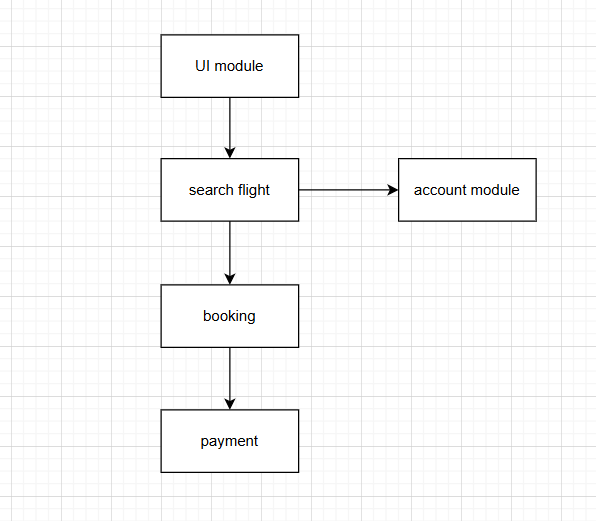 UI module
search flight
account module
booking
payment